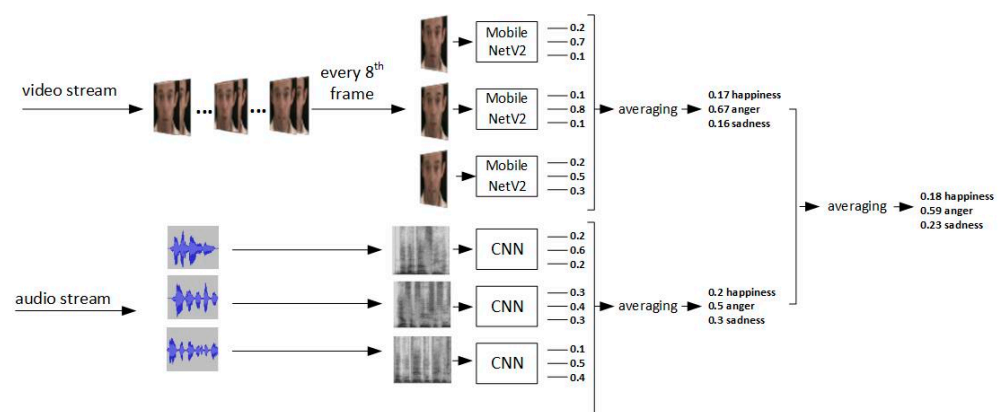 video stream
...
...
every 8th
frame
Mobile
NetV2
0.2
0.7
0.1
Mobile
NetV2
0.1
0.8
0.1
Mobile
NetV2
0.2
0.5
0.3
averaging
0.17 happiness
0.67 anger
0.16 sadness
audio stream
CNN
0.2
0.6
0.2
CNN
0.3
0.4
0.3
CNN
0.1
0.5
0.4
averaging
0.2 happiness
0.5 anger
0.3 sadness
averaging
0.18 happiness
0.59 anger
0.23 sadness